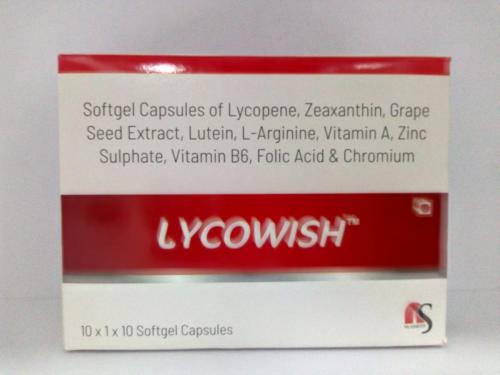 Softgel Capsules of Lycopene, Zeaxanthin, Grape
Seed Extract, Lutein, L-Arginine, Vitamin A, Zinc
Sulphate, Vitamin B6, Folic Acid & Chromium
LYCOWISH™
10 x 1 x 10 Softgel Capsules